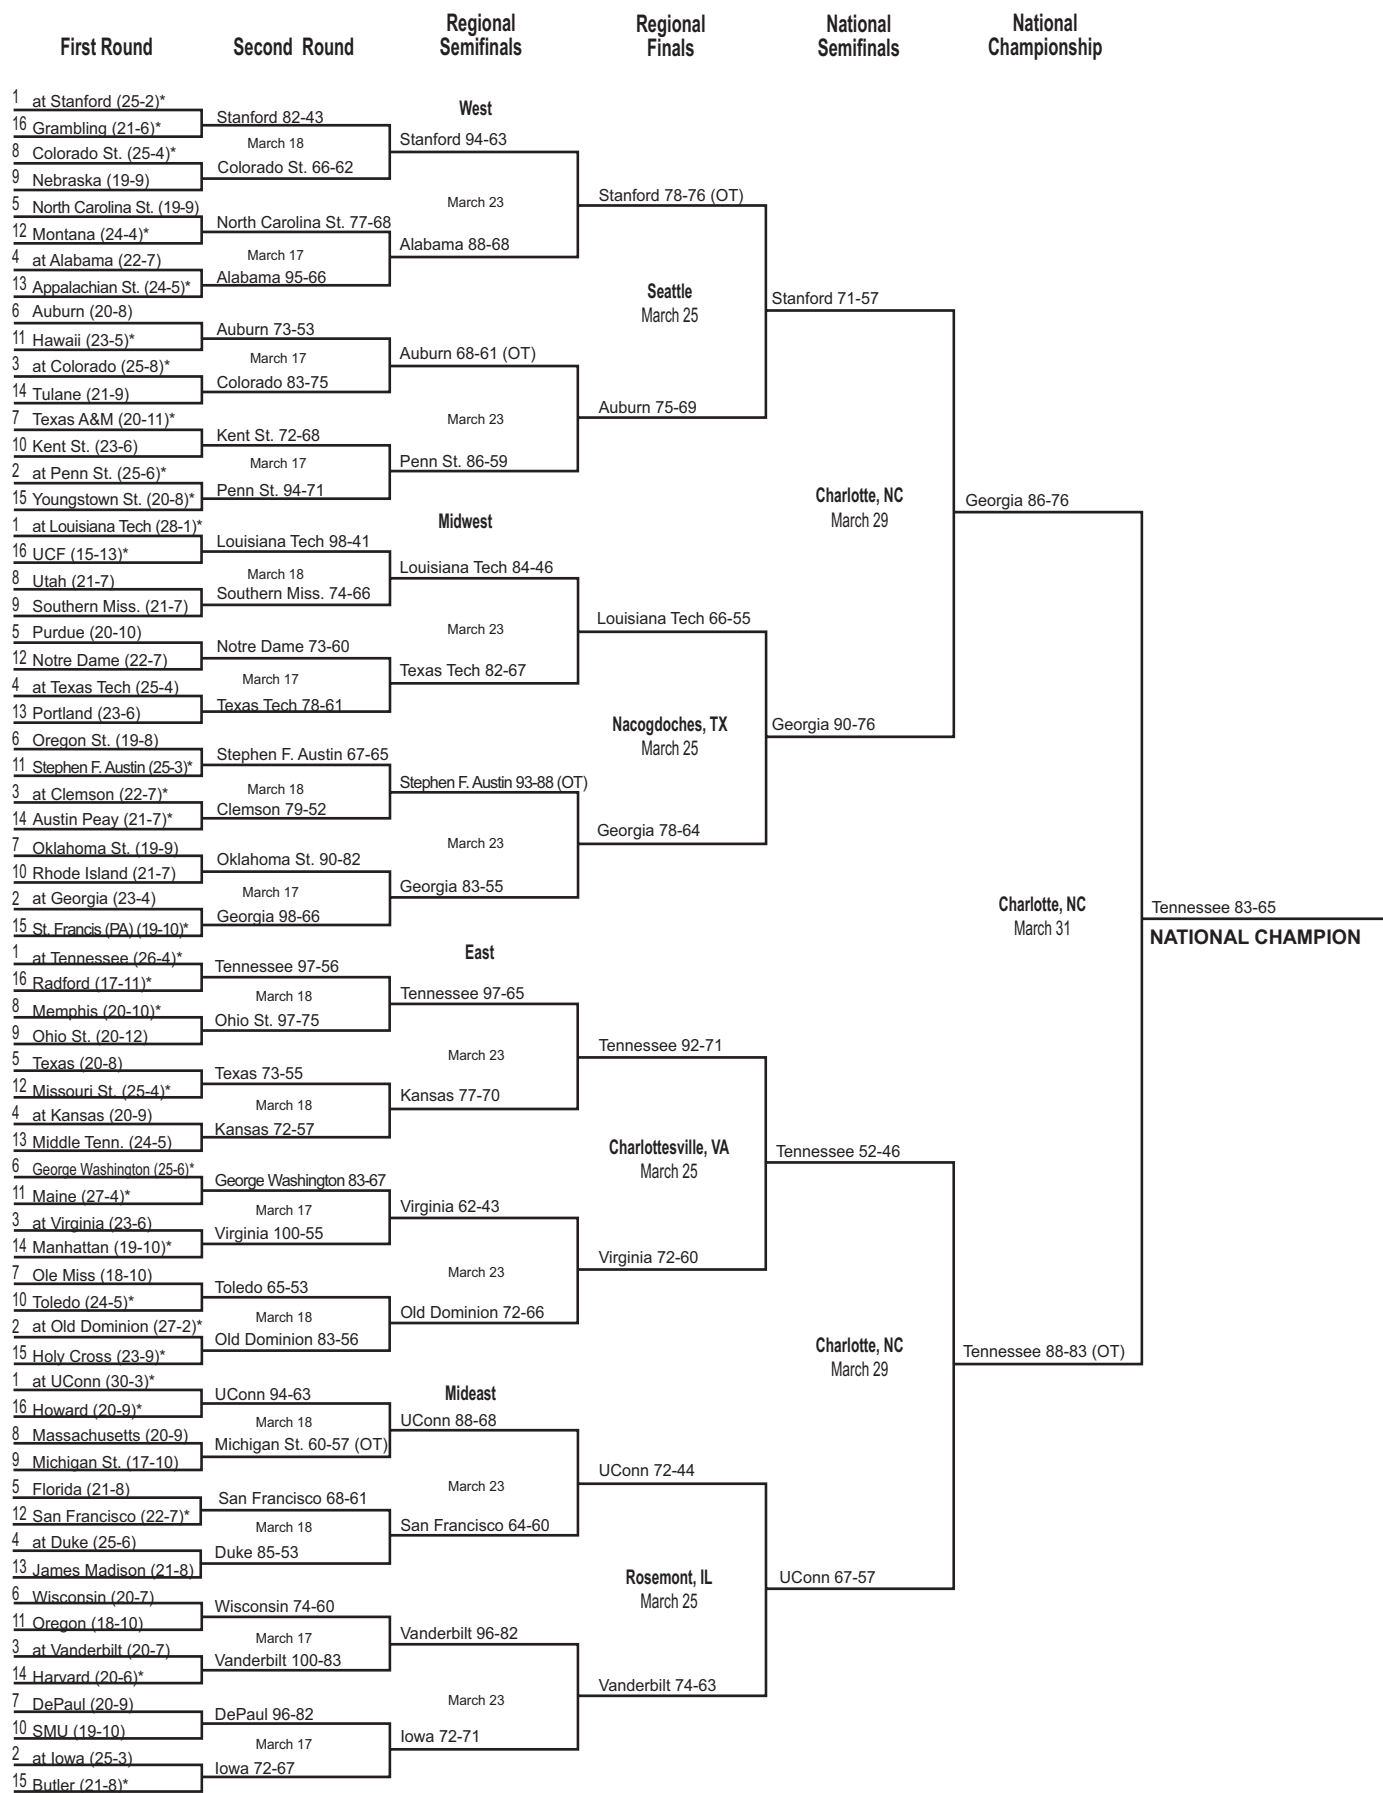 First Round
Second Round
Regional
Semifinals
Regional
Finals
National
Semifinals
National
Championship
1 at Stanford (25-2)*
16 Grambling (21-6)*
8 Colorado St. (25-4)*
9 Nebraska (19-9)
5 North Carolina St. (19-9)
12 Montana (24-4)*
4 at Alabama (22-7)
13 Appalachian St. (24-5)*
6 Auburn (20-8)
11 Hawaii (23-5)*
3 at Colorado (25-8)*
14 Tulane (21-9)
7 Texas A&M (20-11)*
10 Kent St. (23-6)
2 at Penn St. (25-6)*
15 Youngstown St. (20-8)*
1 at Louisiana Tech (28-1)*
16 UCF (15-13)*
8 Utah (21-7)
9 Southern Miss. (21-7)
5 Purdue (20-10)
12 Notre Dame (22-7)
4 at Texas Tech (25-4)
13 Portland (23-6)
6 Oregon St. (19-8)
11 Stephen F. Austin (25-3)*
3 at Clemson (22-7)*
14 Austin Peay (21-7)*
7 Oklahoma St. (19-9)
10 Rhode Island (21-7)
2 at Georgia (23-4)
15 St. Francis (PA) (19-10)*
1 at Tennessee (26-4)*
16 Radford (17-11)*
8 Memphis (20-10)*
9 Ohio St. (20-12)
5 Texas (20-8)
12 Missouri St. (25-4)*
4 at Kansas (20-9)
13 Middle Tenn. (24-5)
6 George Washington (25-6)*
11 Maine (27-4)*
3 at Virginia (23-6)
14 Manhattan (19-10)*
7 Ole Miss (18-10)
10 Toledo (24-5)*
2 at Old Dominion (27-2)*
15 Holy Cross (23-9)*
1 at UConn (30-3)*
16 Howard (20-9)*
8 Massachusetts (20-9)
9 Michigan St. (17-10)
5 Florida (21-8)
12 San Francisco (22-7)*
4 at Duke (25-6)
13 James Madison (21-8)
6 Wisconsin (20-7)
11 Oregon (18-10)
3 at Vanderbilt (20-7)
14 Harvard (20-6)*
7 DePaul (20-9)
10 SMU (19-10)
2 at Iowa (25-3)
15 Butler (21-8)*
Stanford 82-43
March 18
Colorado St. 66-62
North Carolina St. 77-68
March 17
Alabama 95-66
Auburn 73-53
March 17
Colorado 83-75
Kent St. 72-68
March 17
Penn St. 94-71
Louisiana Tech 98-41
March 18
Southern Miss. 74-66
Notre Dame 73-60
March 17
Texas Tech 78-61
Stephen F. Austin 67-65
March 18
Clemson 79-52
Oklahoma St. 90-82
March 17
Georgia 98-66
Tennessee 97-56
March 18
Ohio St. 97-75
Texas 73-55
March 18
Kansas 72-57
George Washington 83-67
March 17
Virginia 100-55
Toledo 65-53
March 18
Old Dominion 83-56
UConn 94-63
March 18
Michigan St. 60-57 (OT)
San Francisco 68-61
March 18
Duke 85-53
Wisconsin 74-60
March 17
Vanderbilt 100-83
DePaul 96-82
March 17
Iowa 72-67
West
Stanford 94-63
March 23
Alabama 88-68
Auburn 68-61 (OT)
March 23
Penn St. 86-59
Midwest
Louisiana Tech 84-46
March 23
Texas Tech 82-67
Stephen F. Austin 93-88 (OT)
March 23
Georgia 83-55
East
Tennessee 97-65
March 23
Kansas 77-70
Virginia 62-43
March 23
Old Dominion 72-66
Mideast
UConn 88-68
March 23
San Francisco 64-60
Vanderbilt 96-82
March 23
Iowa 72-71
Stanford 78-76 (OT)
Seattle
March 25
Auburn 75-69
Louisiana Tech 66-55
Nacogdoches, TX
March 25
Georgia 78-64
Tennessee 92-71
Charlottesville, VA
March 25
Virginia 72-60
UConn 72-44
Rosemont, IL
March 25
Vanderbilt 74-63
Stanford 71-57
Charlotte, NC
March 29
Georgia 90-76
Tennessee 52-46
Charlotte, NC
March 29
UConn 67-57
Georgia 86-76
Charlotte, NC
March 31
Tennessee 88-83 (OT)
Tennessee 83-65
NATIONAL CHAMPION